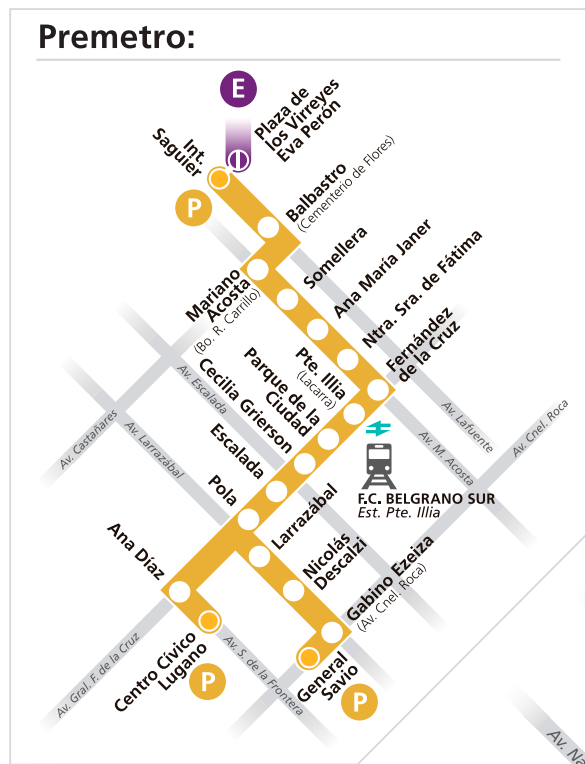 Premetro:
E
Plaza de
los Virreyes
Eva Perón
Int.
Saguier
P
Balbastro
(Cementerio de Flores)
Mariano
Acosta
(Bo. R. Carrillo)
Somellera
Ana María Janer
Ntra. Sra. de Fátima
Fernández
de la Cruz
Pte. Illia
(Lacarra)
Parque de la
Ciudad
Cecilia Grierson
Escalada
Pola
Av. Escalada
Av. Castañares
Av. Larrazábal
Av. Lafuente
Av. M. Acosta
Av. Cnel. Roca
F.C. BELGRANO SUR
Est. Pte. Illia
Larrazábal
Nicolás
Descalzi
Gabino Ezeiza
(Av. Cnel. Roca)
Ana Díaz
Centro Cívico
Lugano
P
General
Savio
P
Av. Gral. F. de la Cruz
Av. S. de la Frontera